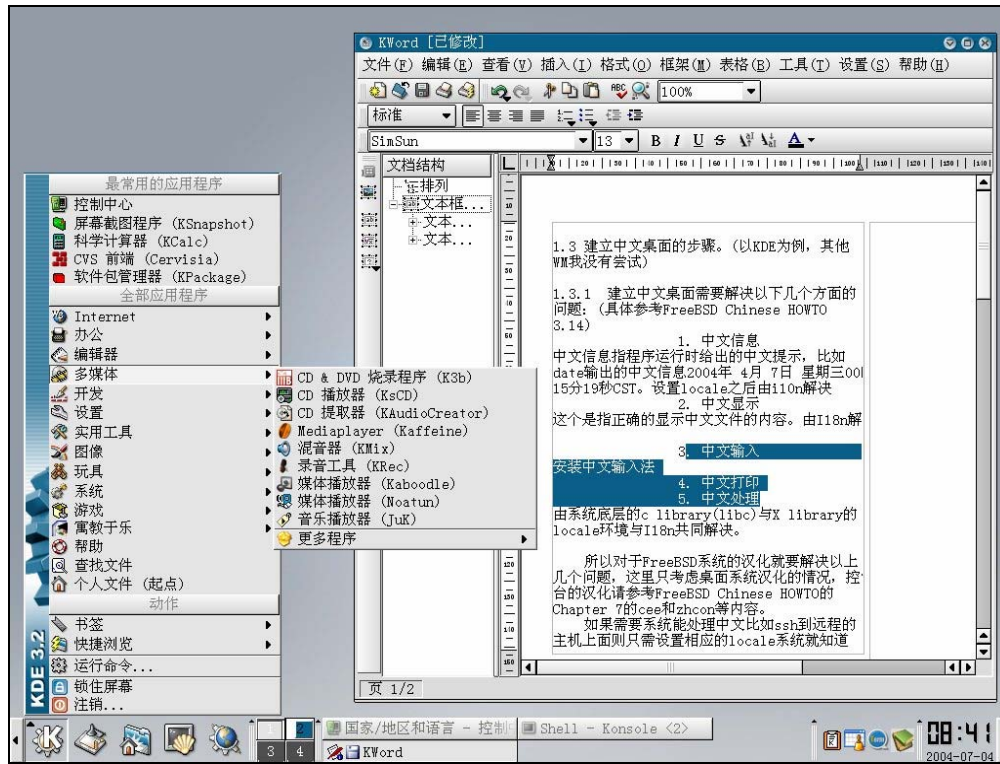 KWord [已修改]
文件(F) 编辑(E) 查看(V) 插入(I) 格式(O) 框架(M) 表格(B) 工具(T) 设置(S) 帮助(H)
100%
标准
SimSun 13 B I U S A
文档结构
排列
文本框...
文本...
文本...
1.3 建立中文桌面的步骤。(以KDE为例，其他
WM我没有尝试)
1.3.1 建立中文桌面需要解决以下几个方面的
问题：(具体参考FreeBSD Chinese HOWTO
3.14)
1. 中文信息
中文信息指程序运行时给出的中文提示，比如
date输出的中文信息2004年 4月 7日 星期三00
15分19秒CST。设置locale之后由i10n解决
2. 中文显示
这个是指正确的显示中文文件的内容。由I18n解
3. 中文输入
安装中文输入法
4. 中文打印
5. 中文处理
由系统底层的c library(libc)与X library的
locale环境与I18n共同解决。
所以对于FreeBSD系统的汉化就要解决以上
几个问题，这里只考虑桌面系统汉化的情况，控
台的汉化请参考FreeBSD Chinese HOWTO的
Chapter 7的cee和zhcon等内容。
如果需要系统能处理中文比如ssh到远程的
主机上面则只需设置相应的locale系统就知道
页 1/2
最常用的应用程序
控制中心
屏幕截图程序 (KSnapshot)
科学计算器 (KCalc)
CVS 前端 (Cervisia)
软件包管理器 (KPackage)
全部应用程序
Internet
办公
编辑器
多媒体
开发
设置
实用工具
图像
玩具
系统
游戏
寓教于乐
帮助
查找文件
个人文件 (起点)
动作
书签
快捷浏览
运行命令...
锁住屏幕
注销...
KDE 3.2
CD & DVD 烧录程序 (K3b)
CD 播放器 (KsCD)
CD 提取器 (KAudioCreator)
Mediaplayer (Kaffeine)
混音器 (KMix)
录音工具 (KRec)
媒体播放器 (Kaboodle)
媒体播放器 (Noatun)
音乐播放器 (JuK)
更多程序
1 2
3 4
国家/地区和语言 - 控制
Shell - Konsole <2>
KWord
08:41
2004-07-04